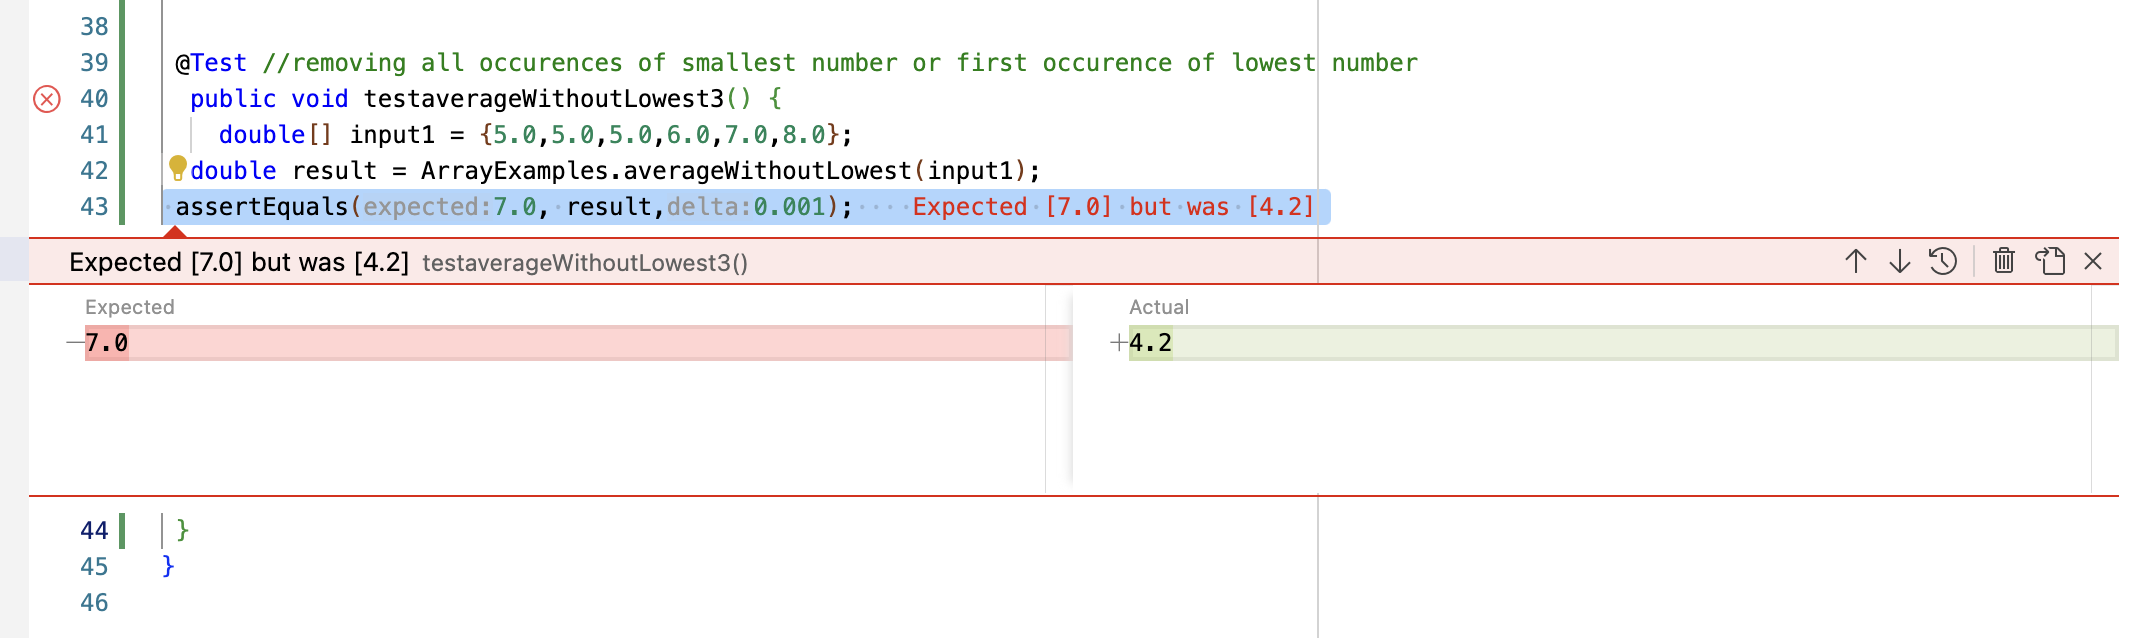 38
39 @Test //removing all occurences of smallest number or first occurence of lowest number
40 public void testaverageWithoutLowest3() {
41 double[] input1 = {5.0,5.0,5.0,6.0,7.0,8.0};
42 double result = ArrayExamples.averageWithoutLowest(input1);
43 assertEquals(expected:7.0, result,delta:0.001); Expected [7.0] but was [4.2]
Expected [7.0] but was [4.2] testaverageWithoutLowest3()
Expected Actual
7.0 4.2
44 }
45 }
46